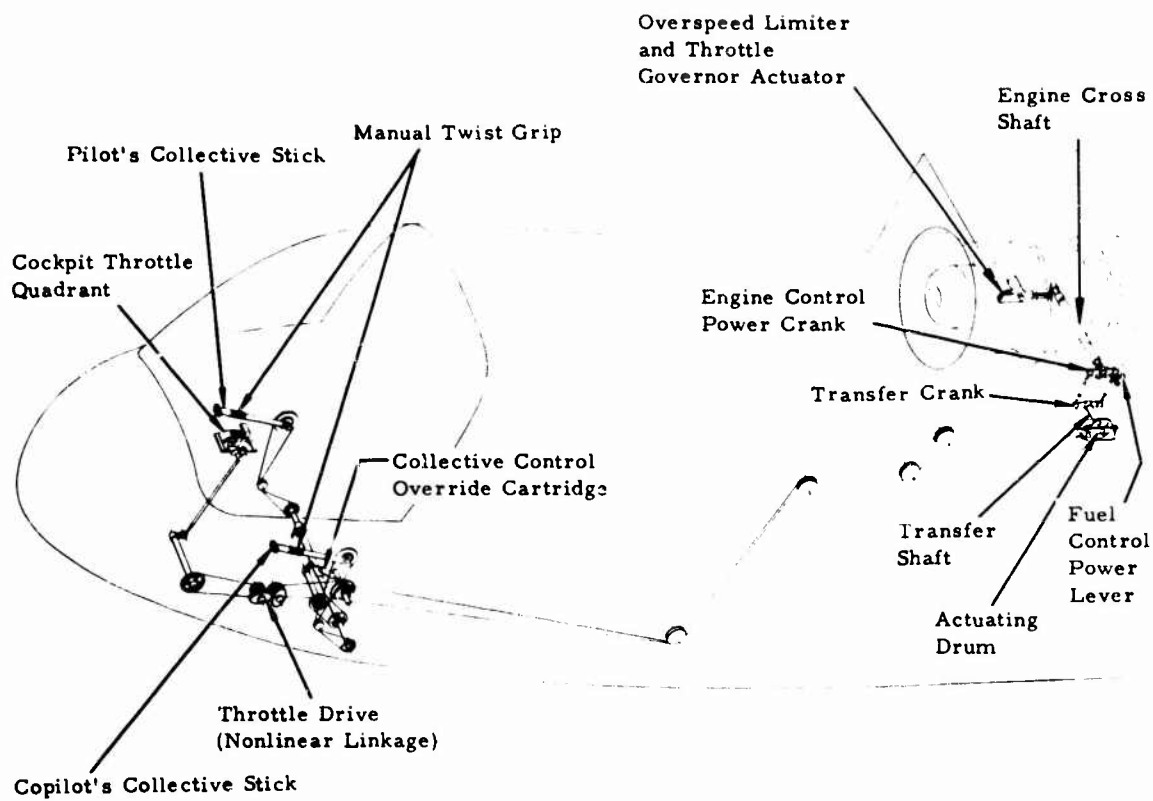 Overspeed Limiter
and Throttle
Governor Actuator
Engine Cross
Shaft
Manual Twist Grip
Pilot's Collective Stick
Cockpit Throttle
Quadrant
Engine Control
Power Crank
Transfer Crank
Collective Control
Override Cartridge
Transfer
Shaft
Fuel
Control
Power
Lever
Actuating
Drum
Throttle Drive
(Nonlinear Linkage)
Copilot's Collective Stick